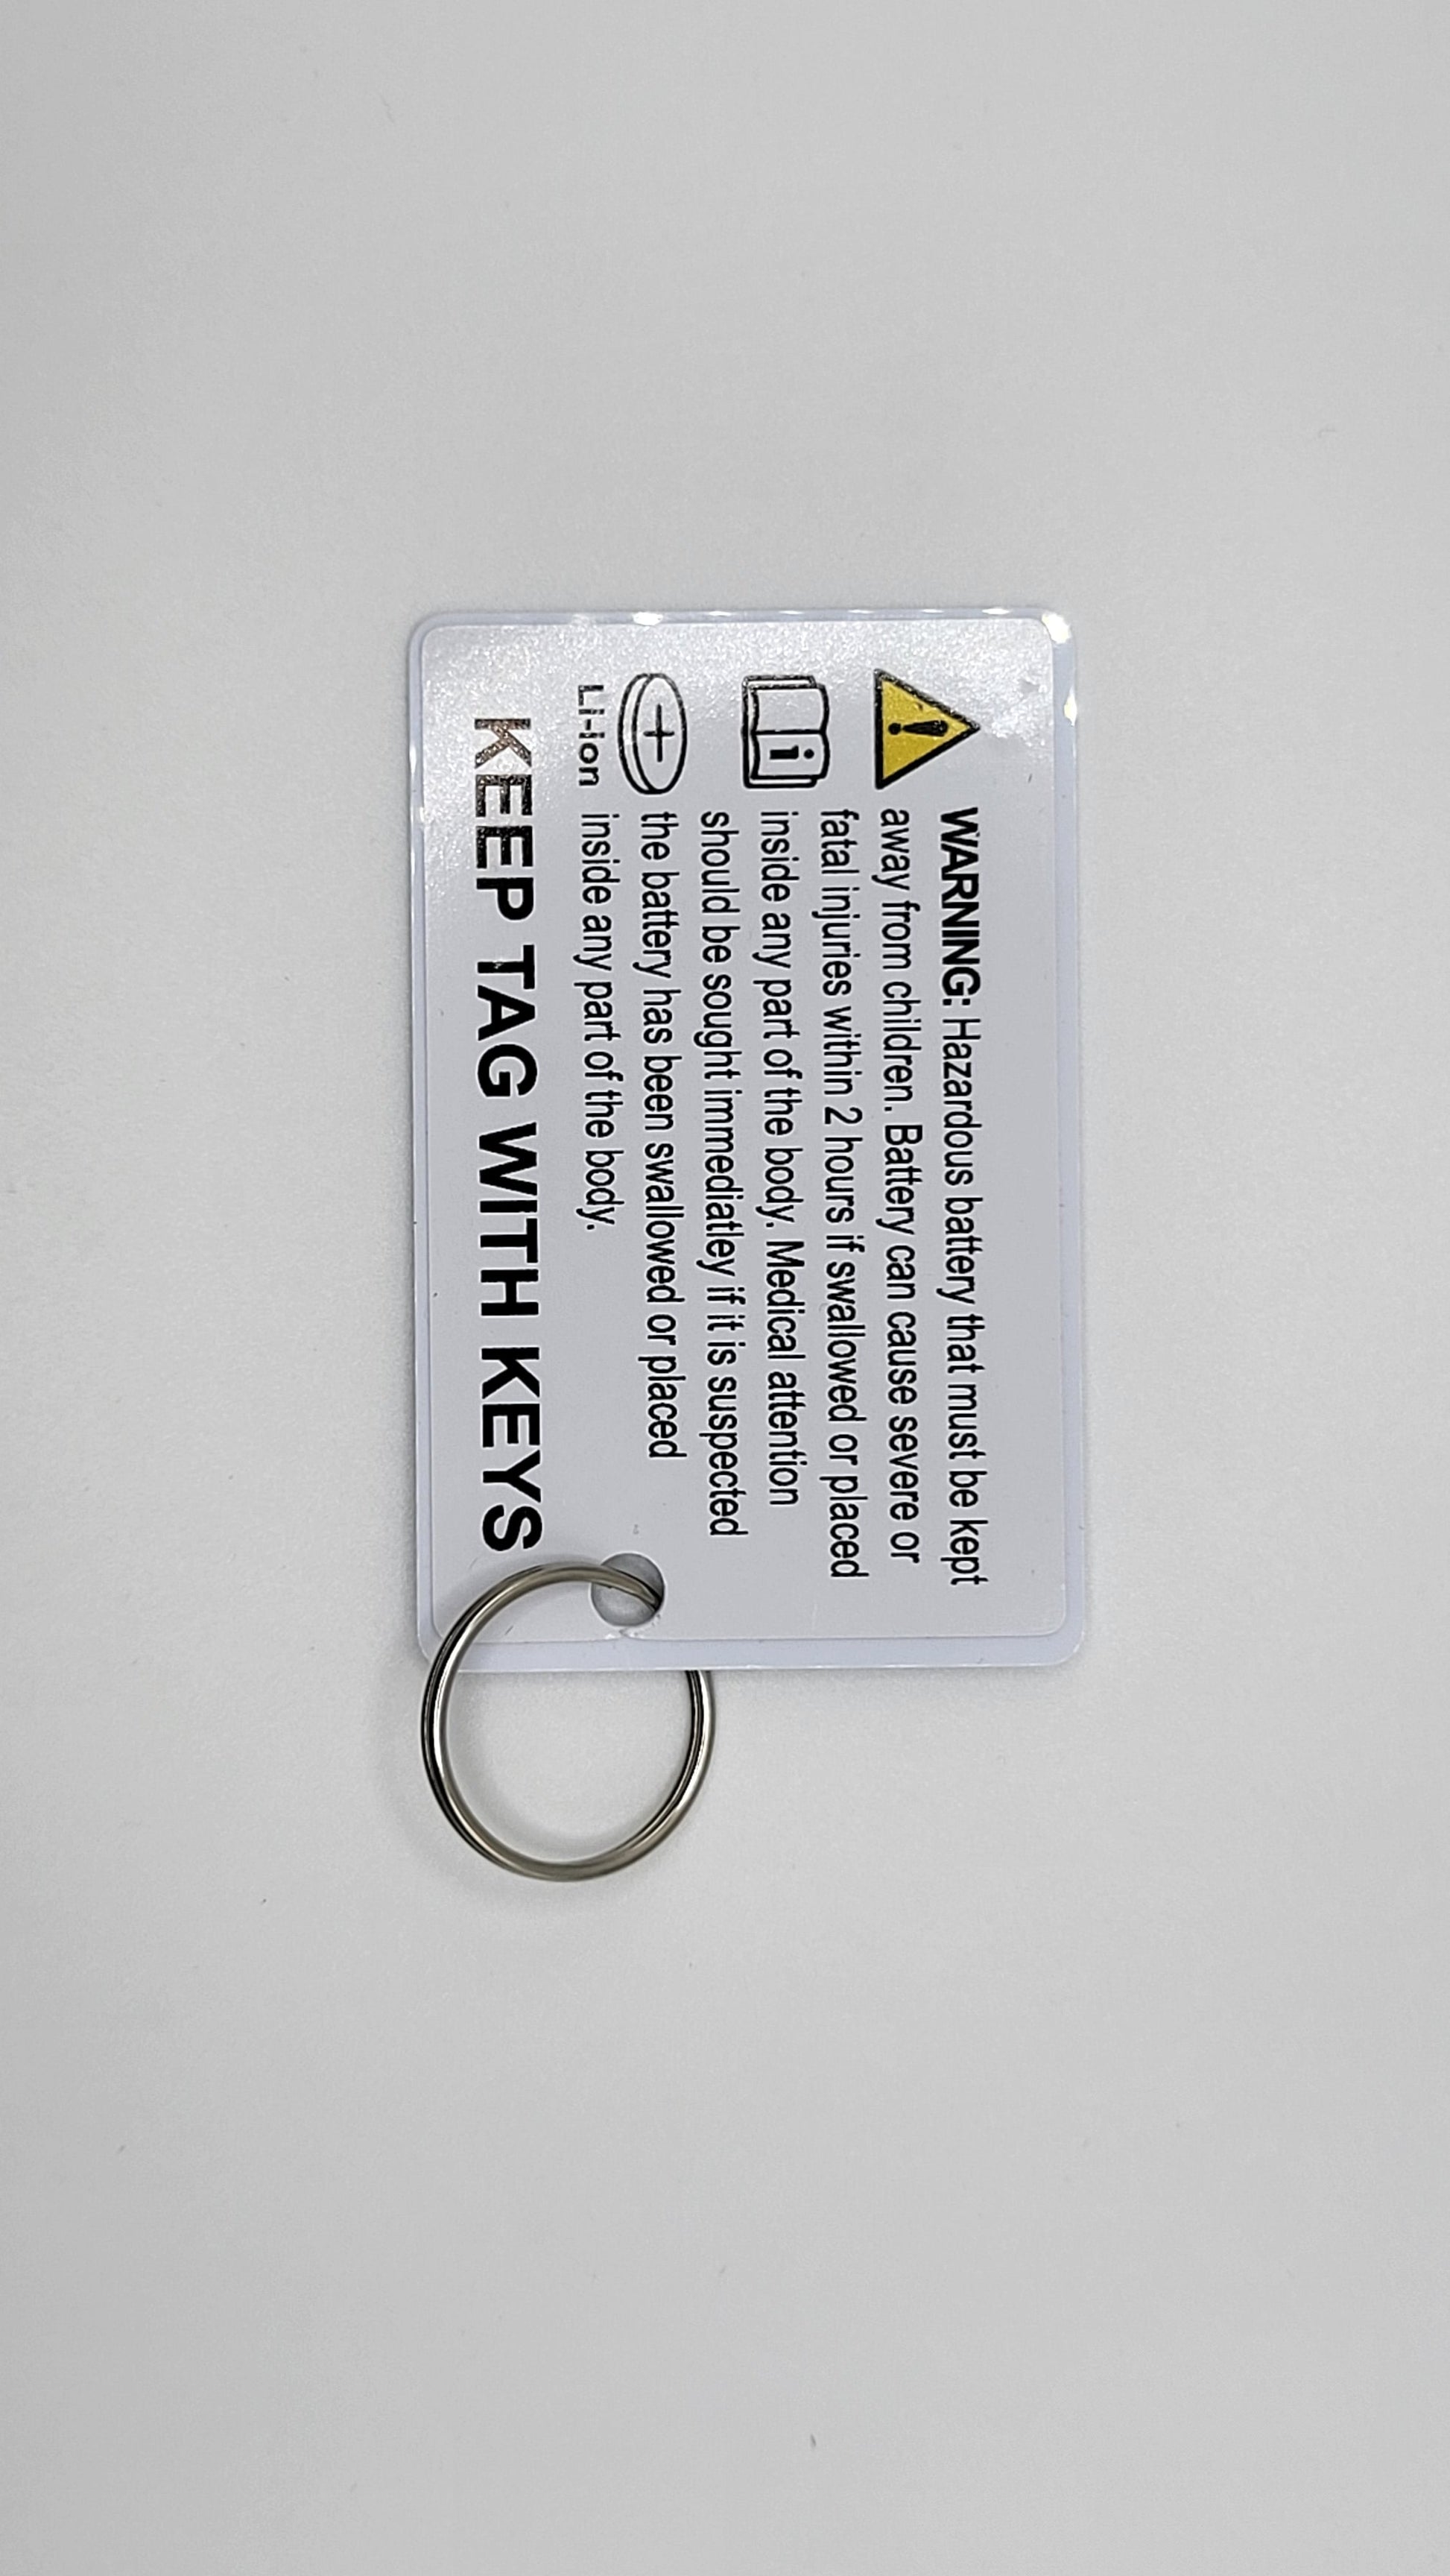 WARNING: Hazardous battery that must be kept
away from children. Battery can cause severe or
fatal injuries within 2 hours if swallowed or placed
inside any part of the body. Medical attention
should be sought immediatley if it is suspected
the battery has been swallowed or placed
inside any part of the body.
Li-ion
KEEP TAG WITH KEYS